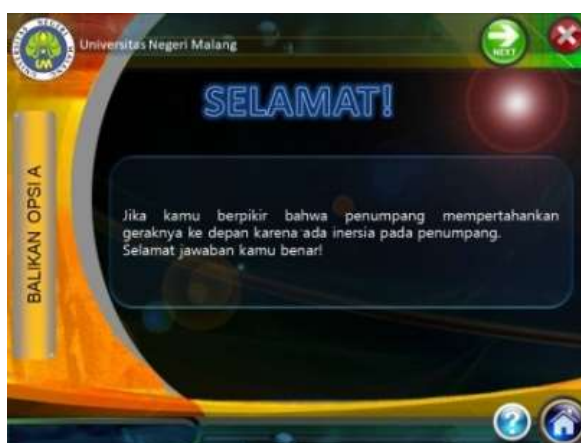 Universitas Negeri Malang
NEXT
SELAMAT!
BALIKAN OPSI A
Jika kamu berpikir bahwa penumpang mempertahankan
geraknya ke depan karena ada inersia pada penumpang.
Selamat jawaban kamu benar!
?